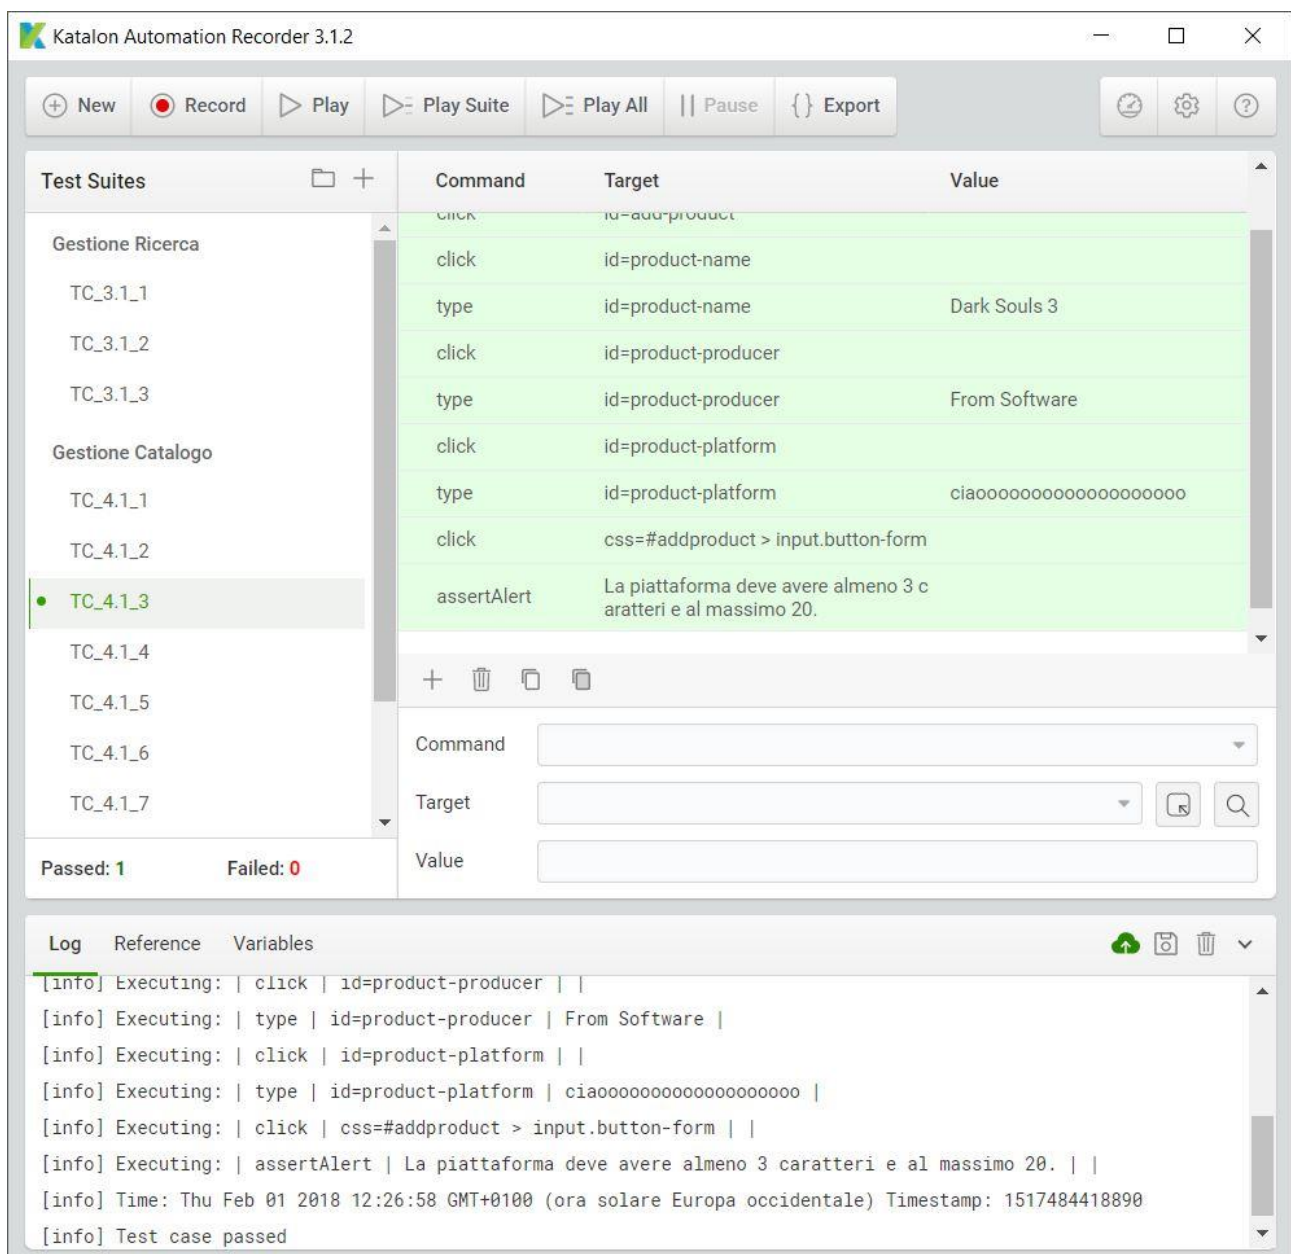 Katalon Automation Recorder 3.1.2
New Record Play Play Suite Play All Pause Export
Test Suites
Command Target Value
Gestione Ricerca
TC_3.1_1
TC_3.1_2
TC_3.1_3
Gestione Catalogo
TC_4.1_1
TC_4.1_2
TC_4.1_3
TC_4.1_4
TC_4.1_5
TC_4.1_6
TC_4.1_7
Passed: 1 Failed: 0
click id=add-product
click id=product-name
type id=product-name Dark Souls 3
click id=product-producer
type id=product-producer From Software
click id=product-platform
type id=product-platform ciaooooooooooooooooooo
click css=#addproduct > input.button-form
assertAlert La piattaforma deve avere almeno 3 c
aratteri e al massimo 20.
Command
Target
Value
Log Reference Variables
[info] Executing: | click | id=product-producer | |
[info] Executing: | type | id=product-producer | From Software |
[info] Executing: | click | id=product-platform | |
[info] Executing: | type | id=product-platform | ciaooooooooooooooooooo |
[info] Executing: | click | css=#addproduct > input.button-form | |
[info] Executing: | assertAlert | La piattaforma deve avere almeno 3 caratteri e al massimo 20. | |
[info] Time: Thu Feb 01 2018 12:26:58 GMT+0100 (ora solare Europa occidentale) Timestamp: 1517484418890
[info] Test case passed